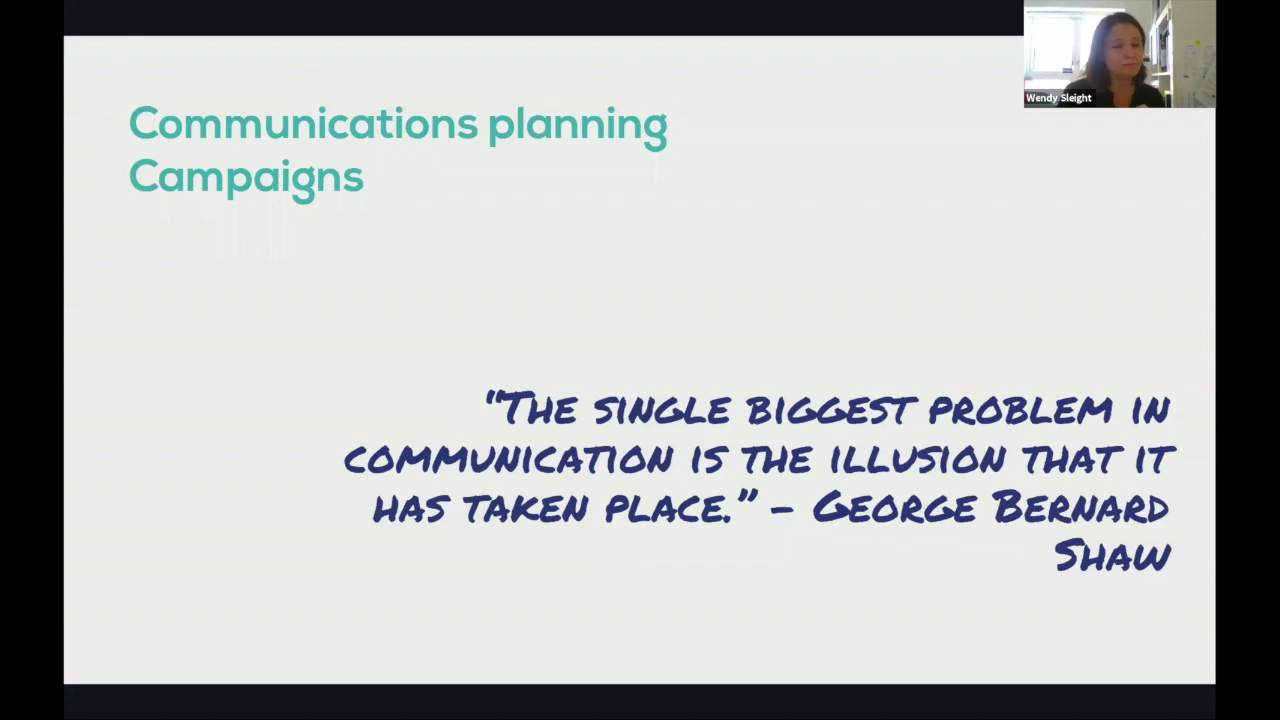 Communications planning
Campaigns
Wendy Sleight
“The single biggest problem in
communication is the illusion that it
has taken place.” – George Bernard
Shaw